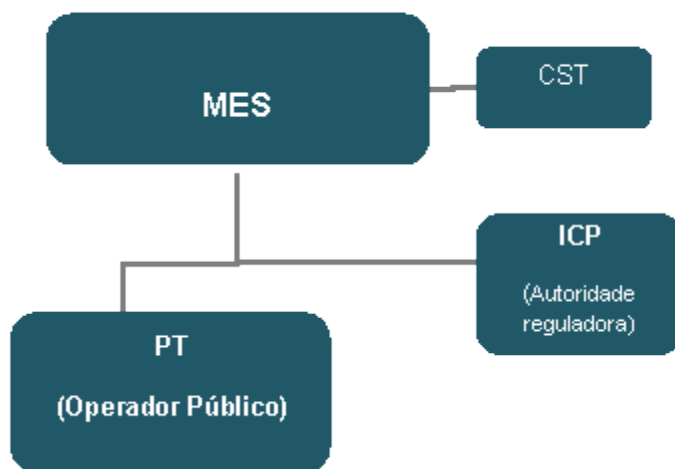 MES
CST
ICP
(Autoridade
reguladora)
PT
(Operador Público)